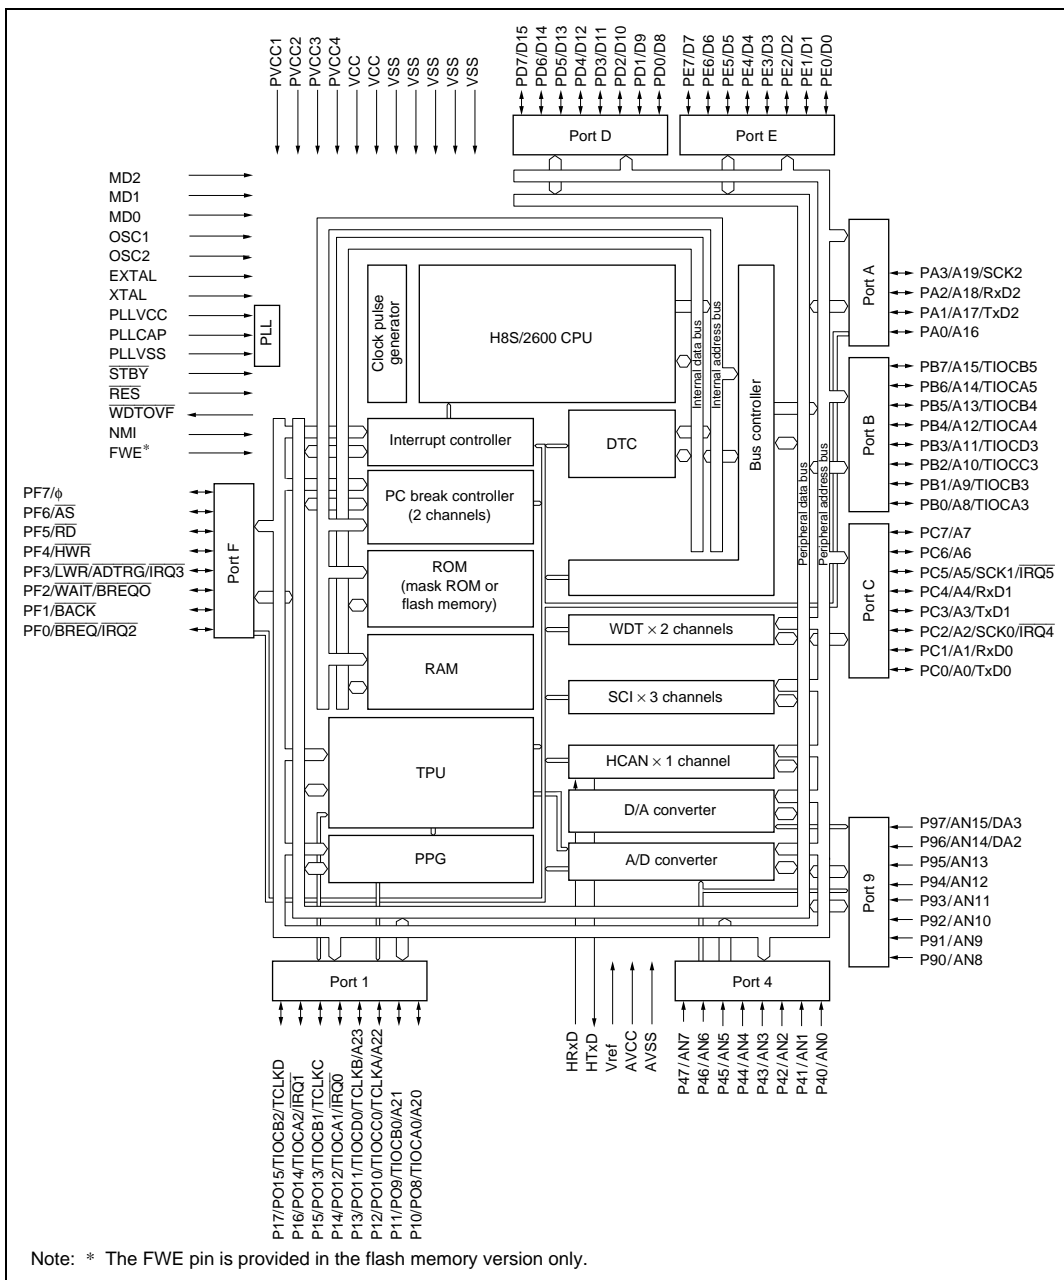 PVCC1
PVCC2
PVCC3
PVCC4
VCC
VCC
VSS
VSS
VSS
VSS
VSS
PD7/D15
PD6/D14
PD5/D13
PD4/D12
PD3/D11
PD2/D10
PD1/D9
PD0/D8
PE7/D7
PE6/D6
PE5/D5
PE4/D4
PE3/D3
PE2/D2
PE1/D1
PE0/D0
Port D
Port E
MD2
MD1
MD0
OSC1
OSC2
EXTAL
XTAL
PLLVCC
PLLCAP
PLLVSS
STBY
RES
WDTOVF
NMI
FWE*
PLL
Clock pulse
generator
H8S/2600 CPU
Internal data bus
Internal address bus
Bus controller
Peripheral data bus
Peripheral address bus
Port A
PA3/A19/SCK2
PA2/A18/RxD2
PA1/A17/TxD2
PA0/A16
Port B
PB7/A15/TIOCB5
PB6/A14/TIOCA5
PB5/A13/TIOCB4
PB4/A12/TIOCA4
PB3/A11/TIOCD3
PB2/A10/TIOCC3
PB1/A9/TIOCB3
PB0/A8/TIOCA3
Interrupt controller
DTC
PC break controller
(2 channels)
ROM
(mask ROM or
flash memory)
RAM
PF7/ϕ
PF6/AS
PF5/RD
PF4/HWR
PF3/LWR/ADTRG/IRQ3
PF2/WAIT/BREQO
PF1/BACK
PF0/BREQ/IRQ2
Port F
Port C
PC7/A7
PC6/A6
PC5/A5/SCK1/IRQ5
PC4/A4/RxD1
PC3/A3/TxD1
PC2/A2/SCK0/IRQ4
PC1/A1/RxD0
PC0/A0/TxD0
WDT × 2 channels
SCI × 3 channels
TPU
HCAN × 1 channel
D/A converter
PPG
A/D converter
Port 9
P97/AN15/DA3
P96/AN14/DA2
P95/AN13
P94/AN12
P93/AN11
P92/AN10
P91/AN9
P90/AN8
Port 1
Port 4
P17/PO15/TIOCB2/TCLKD
P16/PO14/TIOCA2/IRQ1
P15/PO13/TIOCB1/TCLKC
P14/PO12/TIOCA1/IRQ0
P13/PO11/TIOCD0/TCLKB/A23
P12/PO10/TIOCC0/TCLKA/A22
P11/PO9/TIOCB0/A21
P10/PO8/TIOCA0/A20
HRxD
HTxD
Vref
AVCC
AVSS
P47/AN7
P46/AN6
P45/AN5
P44/AN4
P43/AN3
P42/AN2
P41/AN1
P40/AN0
Note: * The FWE pin is provided in the flash memory version only.